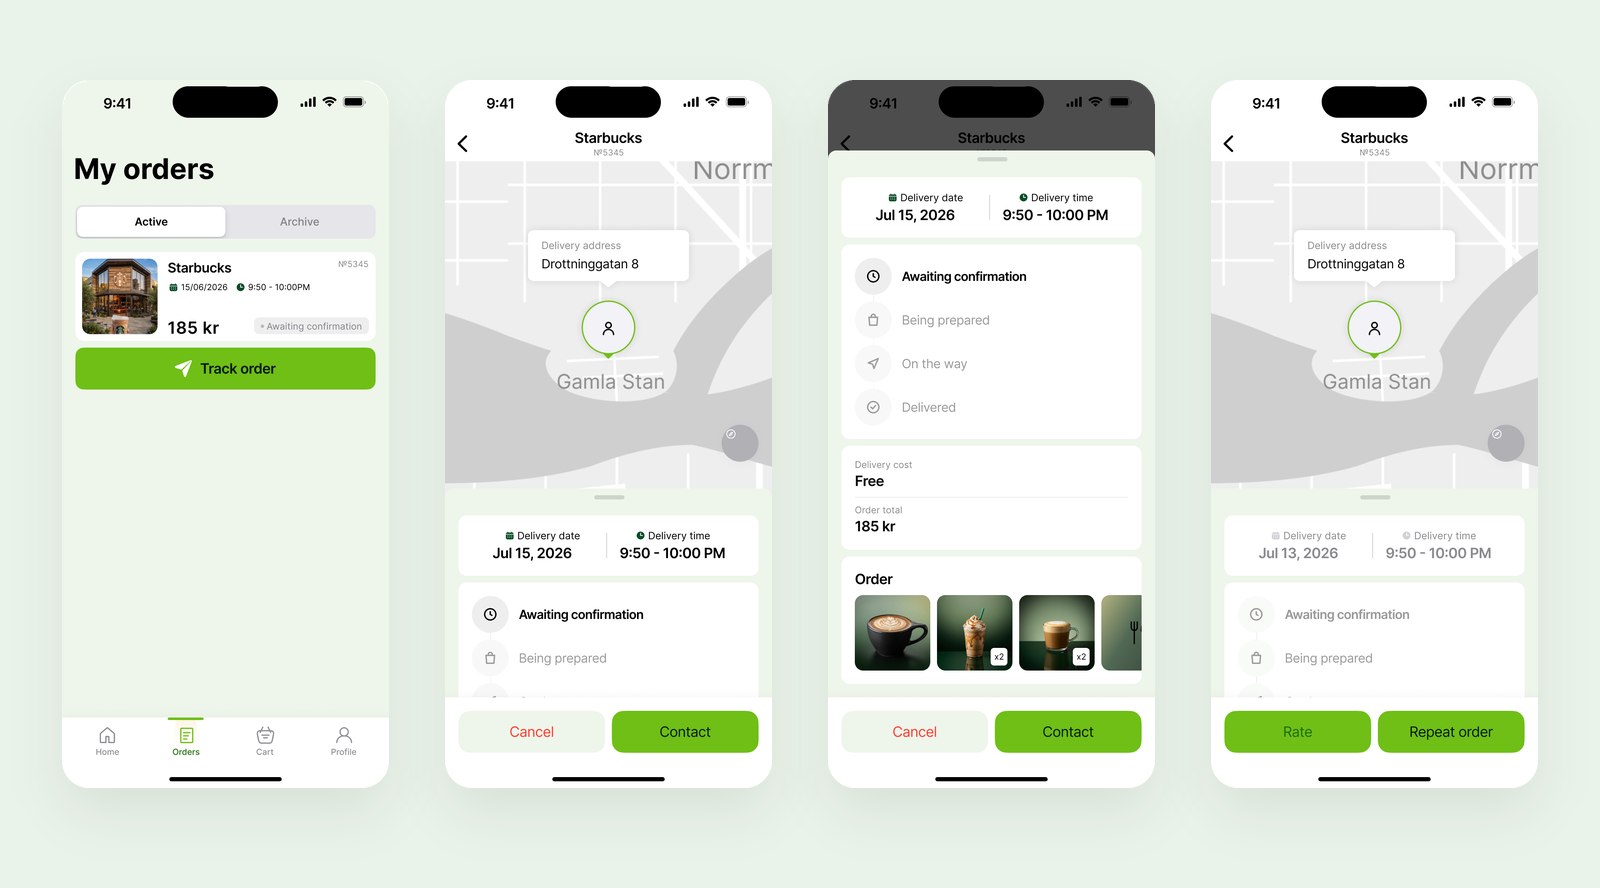 9:41
My orders
Active
Archive
Starbucks
№5345
15/06/2026
9:50 - 10:00PM
185 kr
Awaiting confirmation
Track order
Home
Orders
Cart
Profile
9:41
Starbucks
№5345
Norrm
Delivery address
Drottninggatan 8
Gamla Stan
Delivery date
Jul 15, 2026
Delivery time
9:50 - 10:00 PM
Awaiting confirmation
Being prepared
Cancel
Contact
9:41
Starbucks
Delivery date
Jul 15, 2026
Delivery time
9:50 - 10:00 PM
Awaiting confirmation
Being prepared
On the way
Delivered
Delivery cost
Free
Order total
185 kr
Order
x2
x2
Cancel
Contact
9:41
Starbucks
№5345
Norrm
Delivery address
Drottninggatan 8
Gamla Stan
Delivery date
Jul 13, 2026
Delivery time
9:50 - 10:00 PM
Awaiting confirmation
Being prepared
Rate
Repeat order